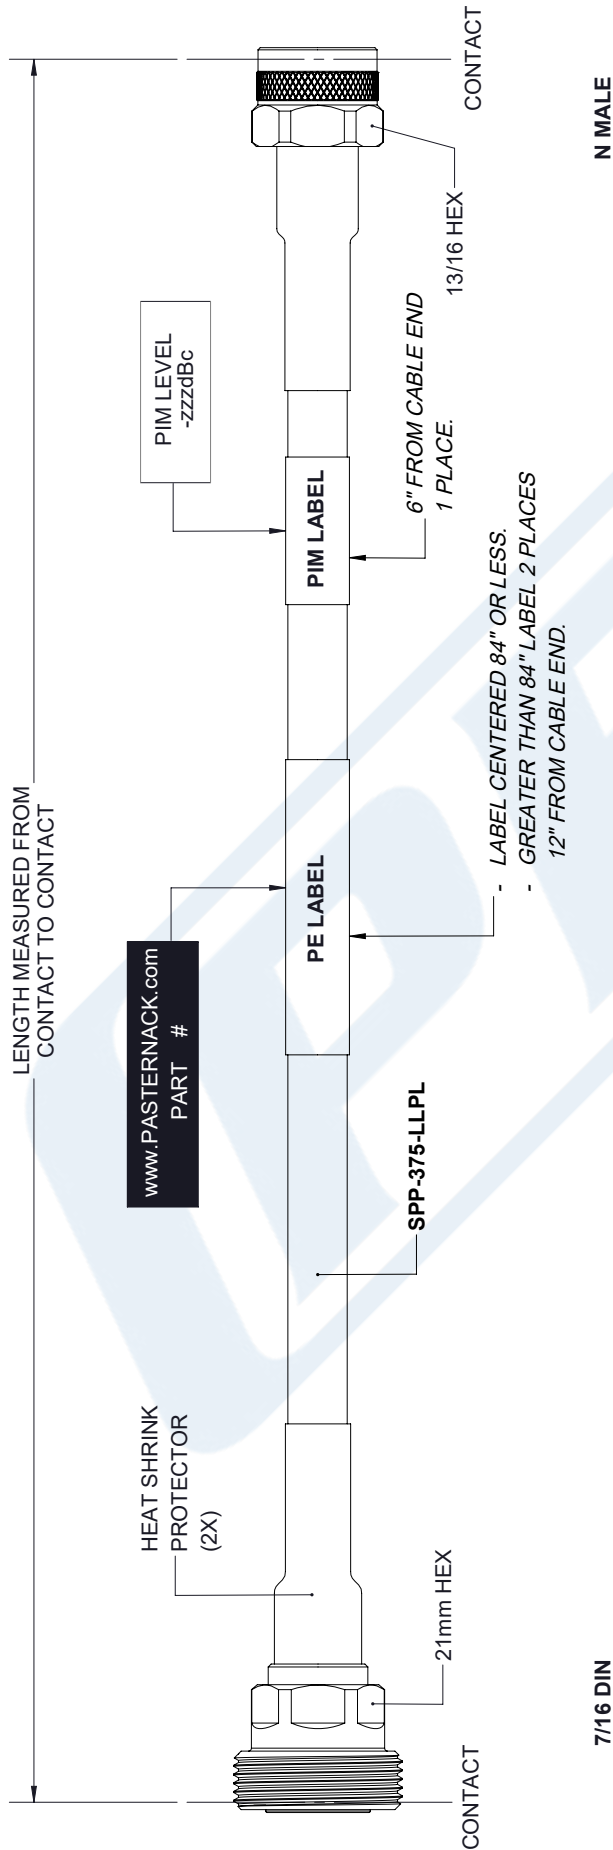 LENGTH MEASURED FROM
CONTACT TO CONTACT
HEAT SHRINK
PROTECTOR
(2X)
www.PASTERNACK.com
PART #
PIM LEVEL
-zzzdBc
PE LABEL
PIM LABEL
CONTACT
21mm HEX
SPP-375-LLPL
- LABEL CENTERED 84" OR LESS.
- GREATER THAN 84" LABEL 2 PLACES
12" FROM CABLE END.
6" FROM CABLE END
1 PLACE.
13/16 HEX
CONTACT
7/16 DIN
N MALE